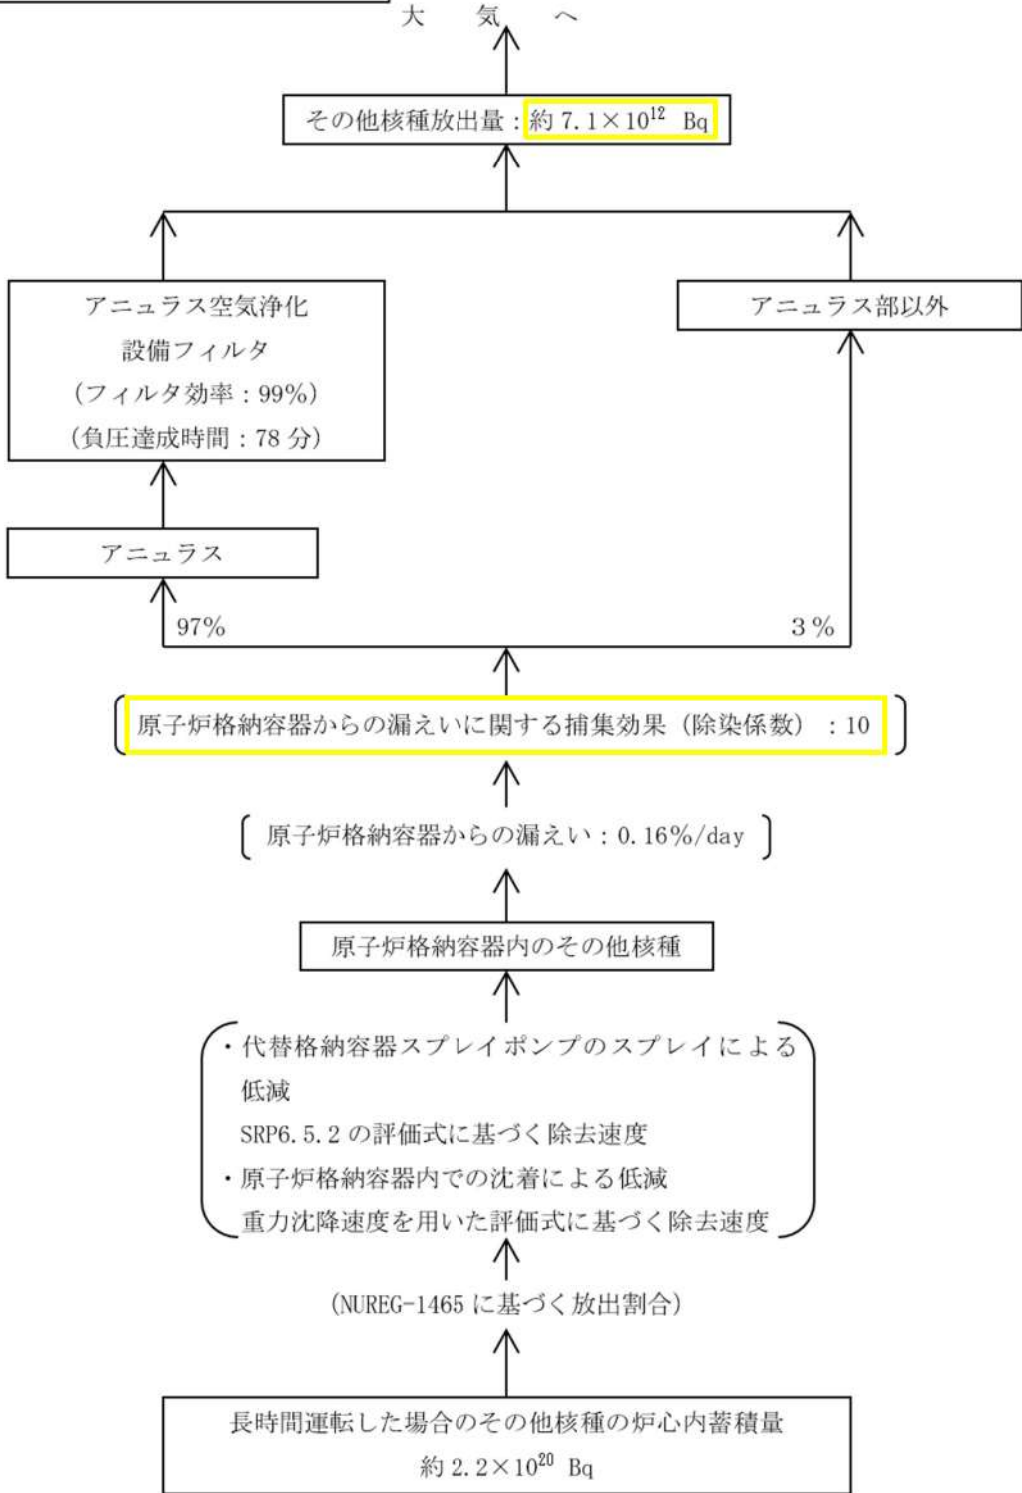 大 気 へ
その他核種放出量：約 7.1×10¹² Bq
アニュラス空気浄化
設備フィルタ
(フィルタ効率：99%)
(負圧達成時間：78 分)
アニュラス部以外
アニュラス
97%
3%
原子炉格納容器からの漏えいに関する捕集効果（除染係数）：10
原子炉格納容器からの漏えい：0.16%/day
原子炉格納容器内のその他核種
・代替格納容器スプレイポンプのスプレイによる
低減
SRP6.5.2 の評価式に基づく除去速度
・原子炉格納容器内での沈着による低減
重力沈降速度を用いた評価式に基づく除去速度
(NUREG-1465 に基づく放出割合)
長時間運転した場合のその他核種の炉心内蓄積量
約 2.2×10²⁰ Bq